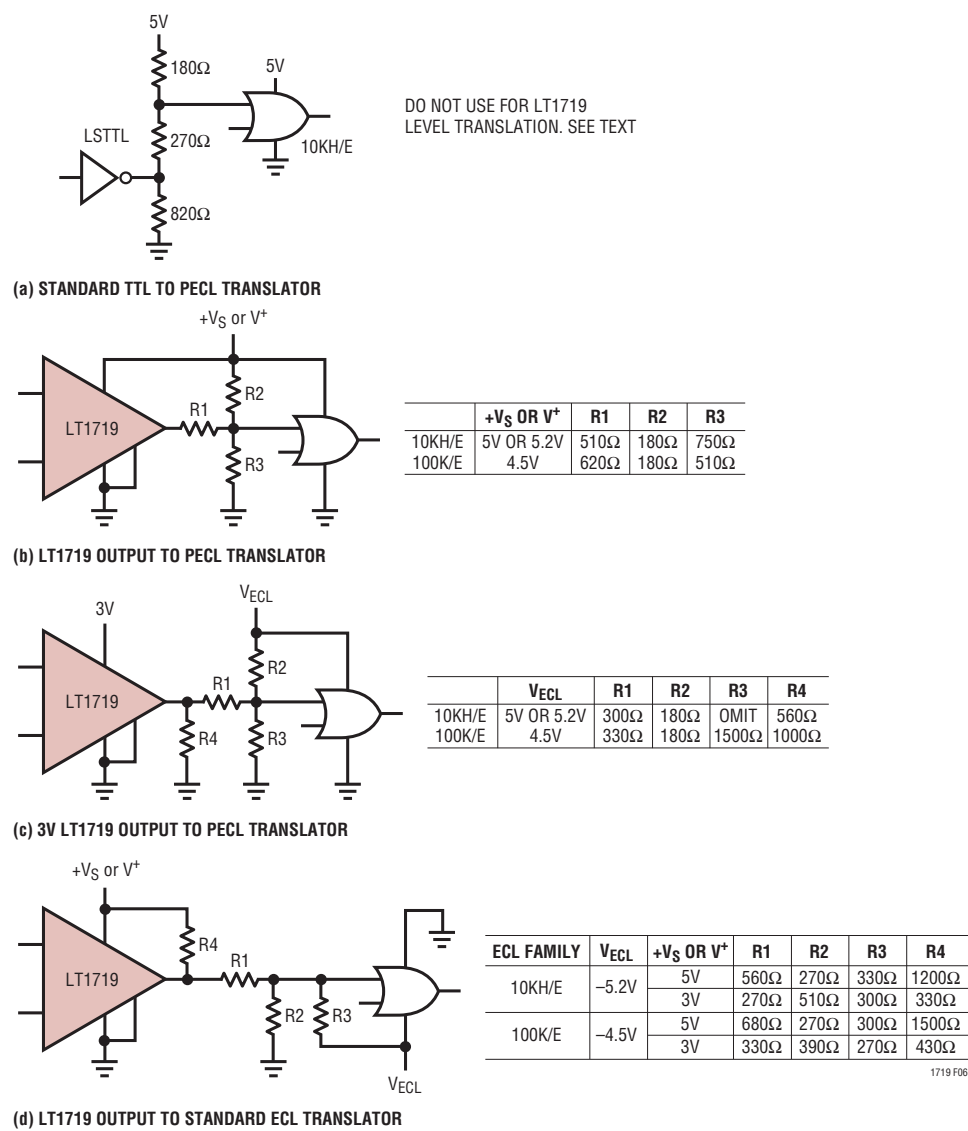 5V
180Ω
5V
LSTTL
270Ω
10KH/E
820Ω
DO NOT USE FOR LT1719
LEVEL TRANSLATION. SEE TEXT
(a) STANDARD TTL TO PECL TRANSLATOR
+VS or V+
R2
R1
LT1719
R3
+VS OR V+ R1 R2 R3
10KH/E 5V OR 5.2V 510Ω 180Ω 750Ω
100K/E 4.5V 620Ω 180Ω 510Ω
(b) LT1719 OUTPUT TO PECL TRANSLATOR
VECL
3V
R2
R1
LT1719
R4
R3
VECL R1 R2 R3 R4
10KH/E 5V OR 5.2V 300Ω 180Ω OMIT 560Ω
100K/E 4.5V 330Ω 180Ω 1500Ω 1000Ω
(c) 3V LT1719 OUTPUT TO PECL TRANSLATOR
+VS or V+
R4
R1
LT1719
R2
R3
VECL
ECL FAMILY VECL +VS OR V+ R1 R2 R3 R4
10KH/E –5.2V 5V 560Ω 270Ω 330Ω 1200Ω
3V 270Ω 510Ω 300Ω 330Ω
100K/E –4.5V 5V 680Ω 270Ω 300Ω 1500Ω
3V 330Ω 390Ω 270Ω 430Ω
1719 F06
(d) LT1719 OUTPUT TO STANDARD ECL TRANSLATOR